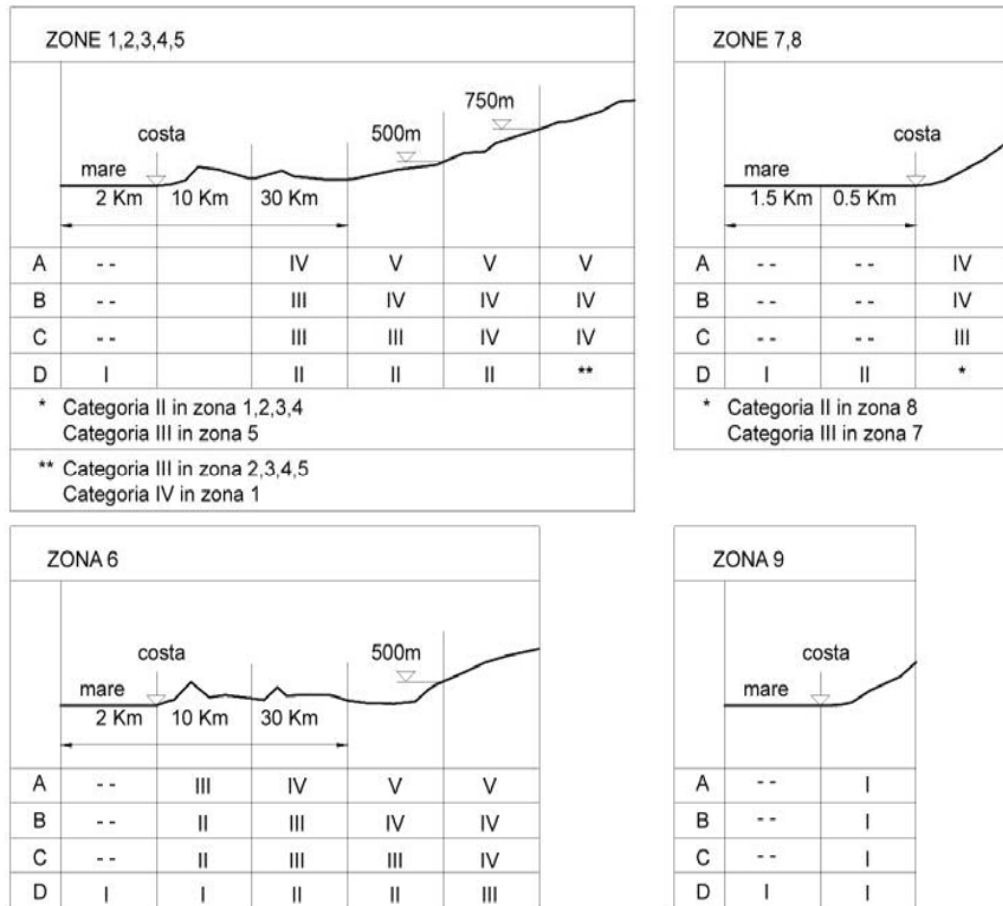 ZONE 1,2,3,4,5
750m
500m
costa
mare
2 Km 10 Km 30 Km
A -- IV V V V
B -- III IV IV IV
C -- III III IV IV
D I II II II **
* Categoria II in zona 1,2,3,4
Categoria III in zona 5
** Categoria III in zona 2,3,4,5
Categoria IV in zona 1
ZONE 7,8
costa
mare
1.5 Km 0.5 Km
A -- -- IV
B -- -- IV
C -- -- III
D I II *
* Categoria II in zona 8
Categoria III in zona 7
ZONA 6
500m
costa
mare
2 Km 10 Km 30 Km
A -- III IV V V
B -- II III IV IV
C -- II III III IV
D I I II II III
ZONA 9
costa
mare
A -- I
B -- I
C -- I
D I I